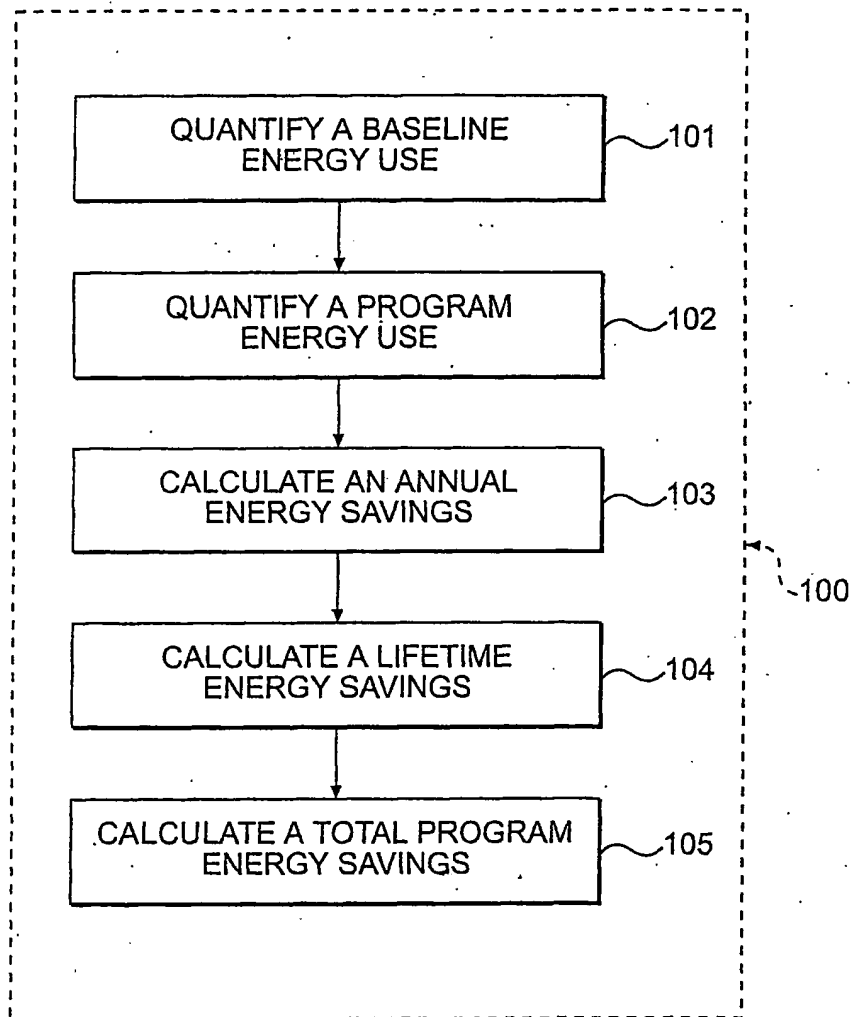 QUANTIFY A BASELINE
ENERGY USE
101
QUANTIFY A PROGRAM
ENERGY USE
102
CALCULATE AN ANNUAL
ENERGY SAVINGS
103
100
CALCULATE A LIFETIME
ENERGY SAVINGS
104
CALCULATE A TOTAL PROGRAM
ENERGY SAVINGS
105